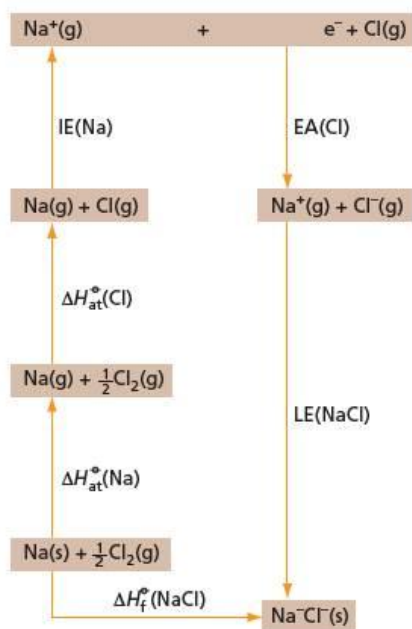 Na⁺(g) + e⁻ + Cl(g)
IE(Na)
EA(Cl)
Na(g) + Cl(g)
Na⁺(g) + Cl⁻(g)
ΔH⦵at(Cl)
Na(g) + ½Cl₂(g)
LE(NaCl)
ΔH⦵at(Na)
Na(s) + ½Cl₂(g)
ΔH⦵f(NaCl)
Na⁻Cl⁻(s)